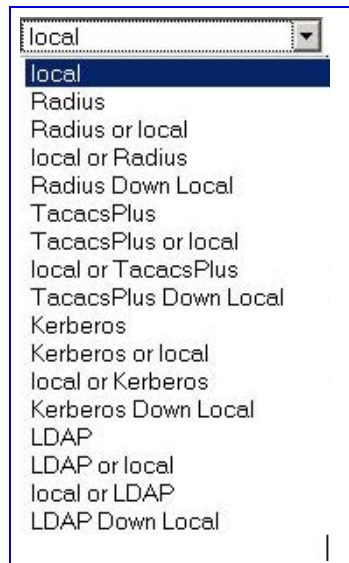 local
local
Radius
Radius or local
local or Radius
Radius Down Local
TacacsPlus
TacacsPlus or local
local or TacacsPlus
TacacsPlus Down Local
Kerberos
Kerberos or local
local or Kerberos
Kerberos Down Local
LDAP
LDAP or local
local or LDAP
LDAP Down Local